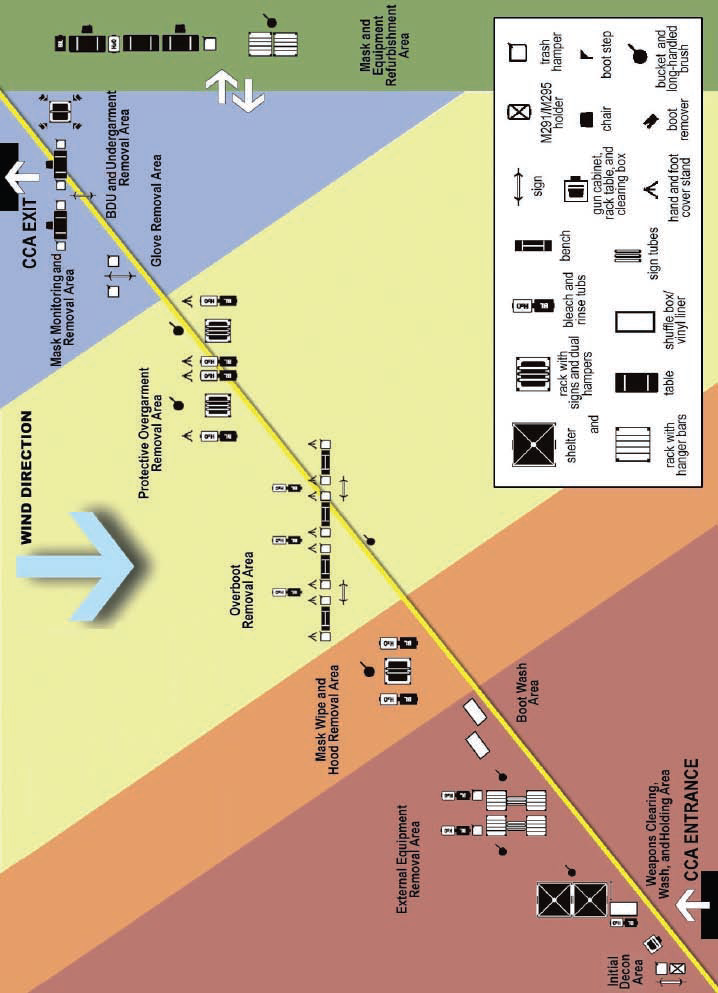 WIND DIRECTION
CCA EXIT
Mask Monitoring and
Removal Area
BDU and Undergarment
Removal Area
Glove Removal Area
Protective Overgarment
Removal Area
Overboot
Removal Area
Mask Wipe and
Hood Removal Area
External Equipment
Removal Area
Boot Wash
Area
Initial
Decon
Area
Weapons Clearing,
Wash, and Holding Area
CCA ENTRANCE
Mask and
Equipment
Refurbishment
Area
shelter
and
rack with
signs and dual
hampers
BL H2O
bleach and
rinse tubs
bench
sign
M291/M295
holder
trash
hamper
gun cabinet,
rack table, and
clearing box
chair
boot step
rack with
hanger bars
table
shuffle box/
vinyl liner
sign tubes
hand and foot
cover stand
boot
remover
bucket and
long-handled
brush